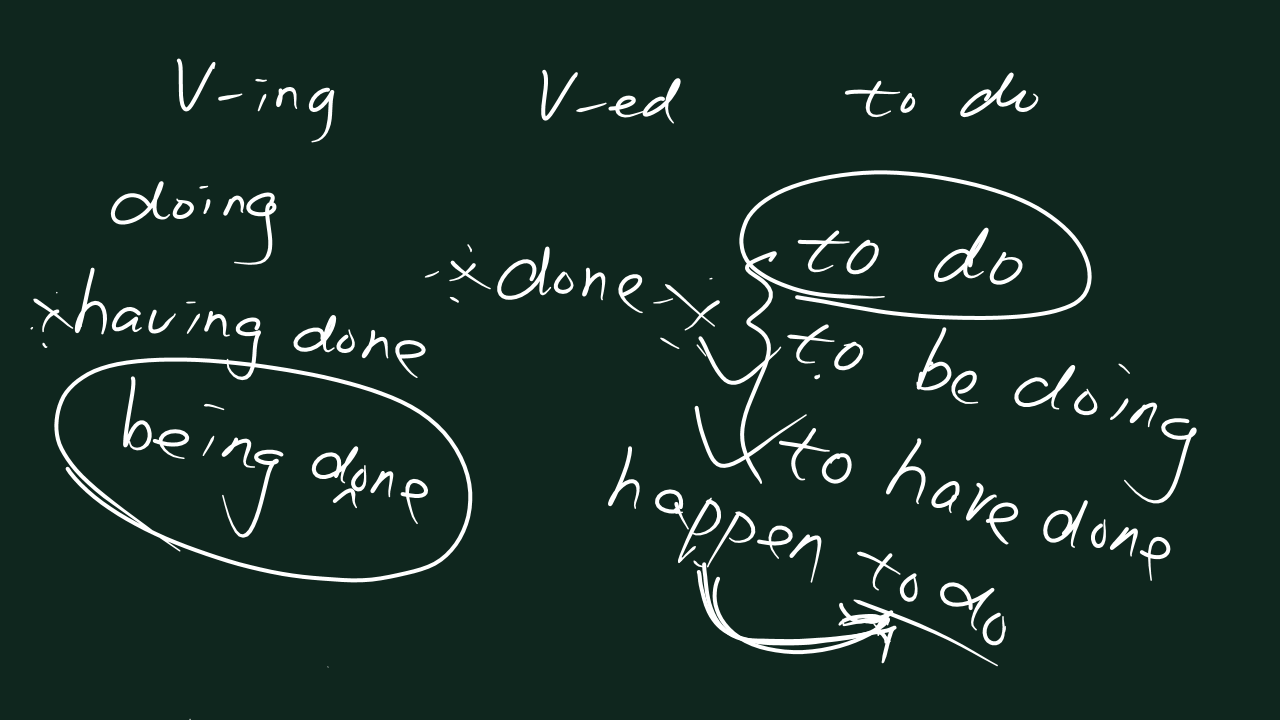 V-ing V-ed to do
doing
done to do
having done to be doing
being done to have done
happen to do